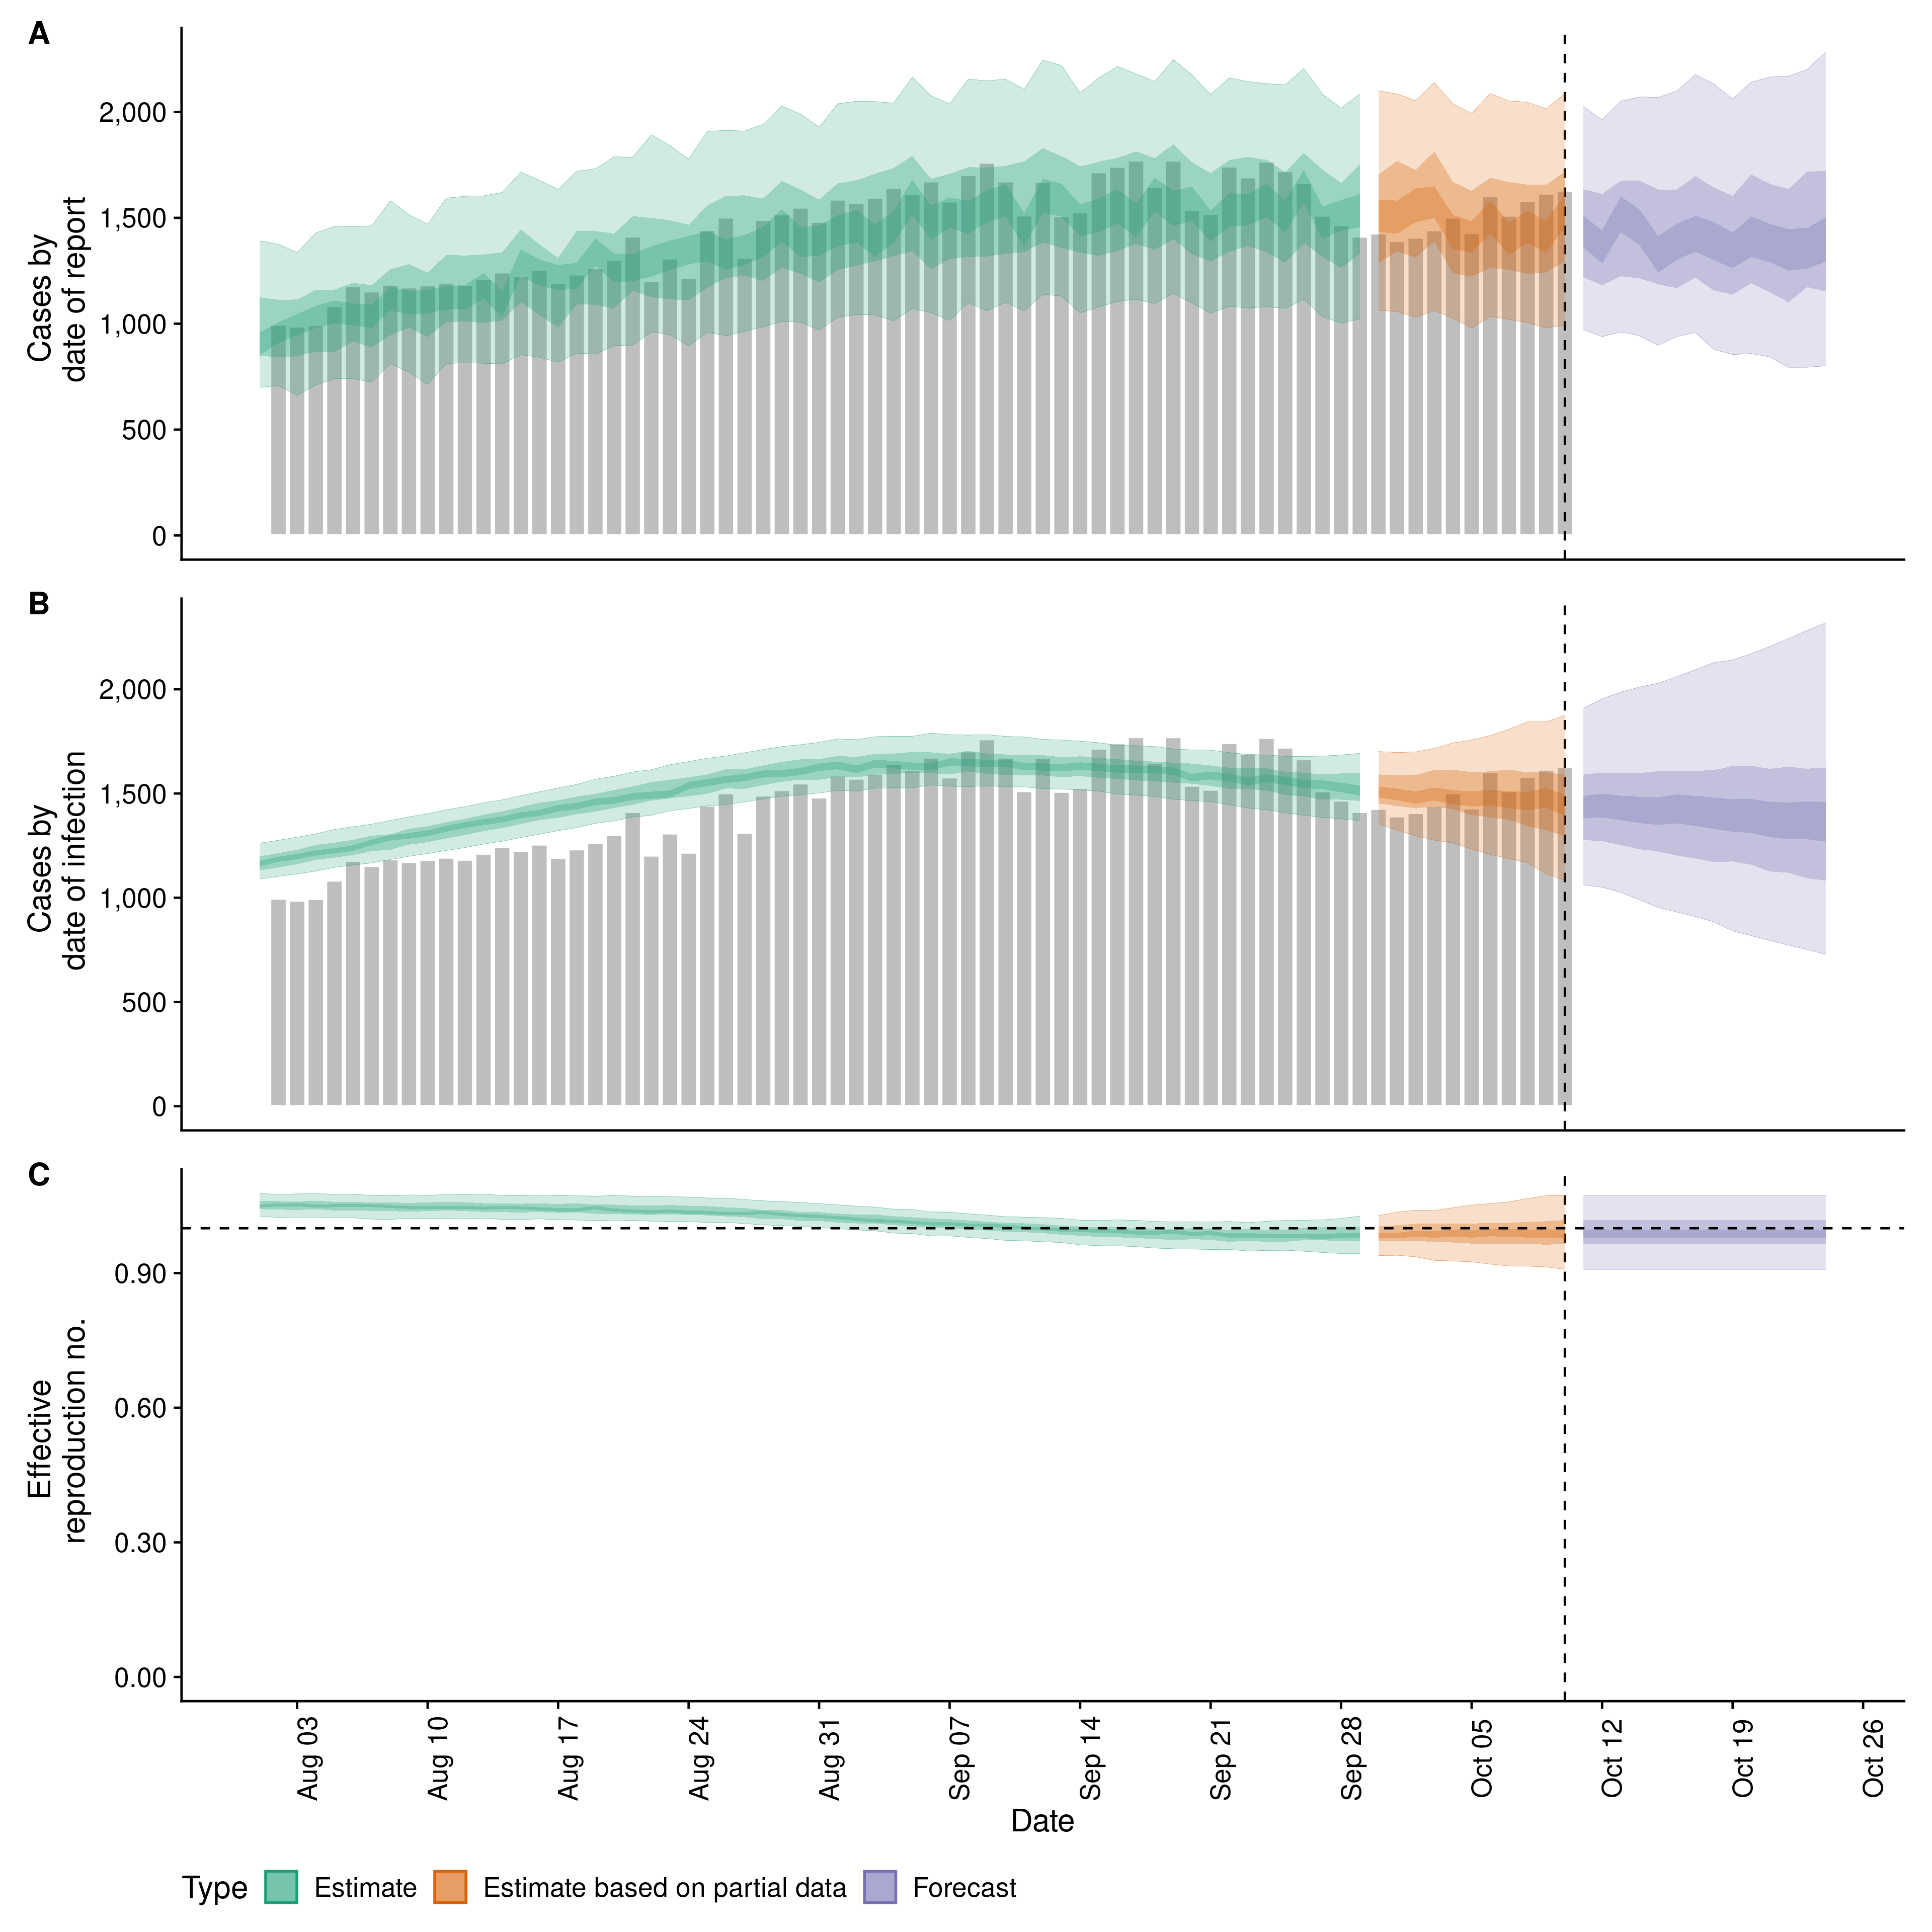 A
Cases by
date of report
2,000
1,500
1,000
500
0
B
Cases by
date of infection
2,000
1,500
1,000
500
0
C
Effective
reproduction no.
0.90
0.60
0.30
0.00
Aug 03
Aug 10
Aug 17
Aug 24
Aug 31
Sep 07
Sep 14
Sep 21
Sep 28
Oct 05
Oct 12
Oct 19
Oct 26
Date
Type Estimate Estimate based on partial data Forecast